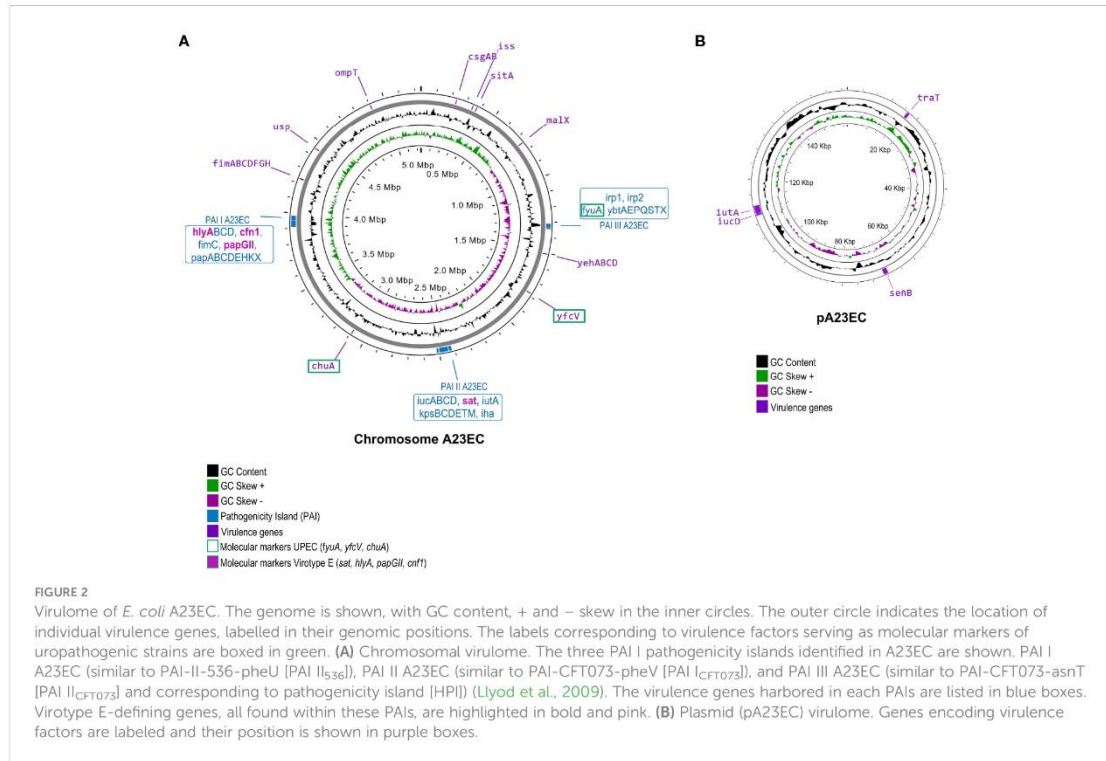 A
B
iss
csgAB
sitA
ompT
malX
usp
fimABCDFGH
traT
5.0 Mbp
0.5 Mbp
4.5 Mbp
1.0 Mbp
4.0 Mbp
1.5 Mbp
3.5 Mbp
2.0 Mbp
3.0 Mbp
2.5 Mbp
irp1, irp2
fyuA ybtAEPQSTX
PAI III A23EC
PAI I A23EC
hlyABCD, cfn1,
fimC, papGII,
papABCDEHKX
yehABCD
yfcV
chuA
PAI II A23EC
iucABCD, sat, iutA
kpsBCDETM, iha
Chromosome A23EC
140 Kbp
20 Kbp
120 Kbp
40 Kbp
100 Kbp
60 Kbp
80 Kbp
iutA
iucD
senB
pA23EC
GC Content
GC Skew +
GC Skew -
Virulence genes
GC Content
GC Skew +
GC Skew -
Pathogenicity Island (PAI)
Virulence genes
Molecular markers UPEC (fyuA, yfcV, chuA)
Molecular markers Virotype E (sat, hlyA, papGII, cnf1)
FIGURE 2
Virulome of E. coli A23EC. The genome is shown, with GC content, + and – skew in the inner circles. The outer circle indicates the location of
individual virulence genes, labelled in their genomic positions. The labels corresponding to virulence factors serving as molecular markers of
uropathogenic strains are boxed in green. (A) Chromosomal virulome. The three PAI I pathogenicity islands identified in A23EC are shown. PAI I
A23EC (similar to PAI-II-536-pheU [PAI II536]), PAI II A23EC (similar to PAI-CFT073-pheV [PAI ICFT073]), and PAI III A23EC (similar to PAI-CFT073-asnT
[PAI IICFT073] and corresponding to pathogenicity island [HPI]) (Llyod et al., 2009). The virulence genes harbored in each PAIs are listed in blue boxes.
Virotype E-defining genes, all found within these PAIs, are highlighted in bold and pink. (B) Plasmid (pA23EC) virulome. Genes encoding virulence
factors are labeled and their position is shown in purple boxes.